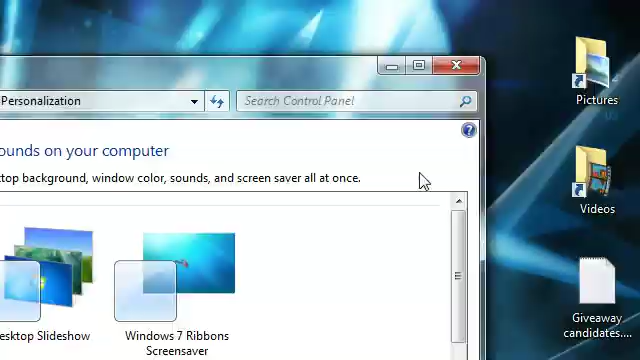 Personalization
Search Control Panel
ounds on your computer
top background, window color, sounds, and screen saver all at once.
esktop Slideshow
Windows 7 Ribbons
Screensaver
Pictures
Videos
Giveaway
candidates....